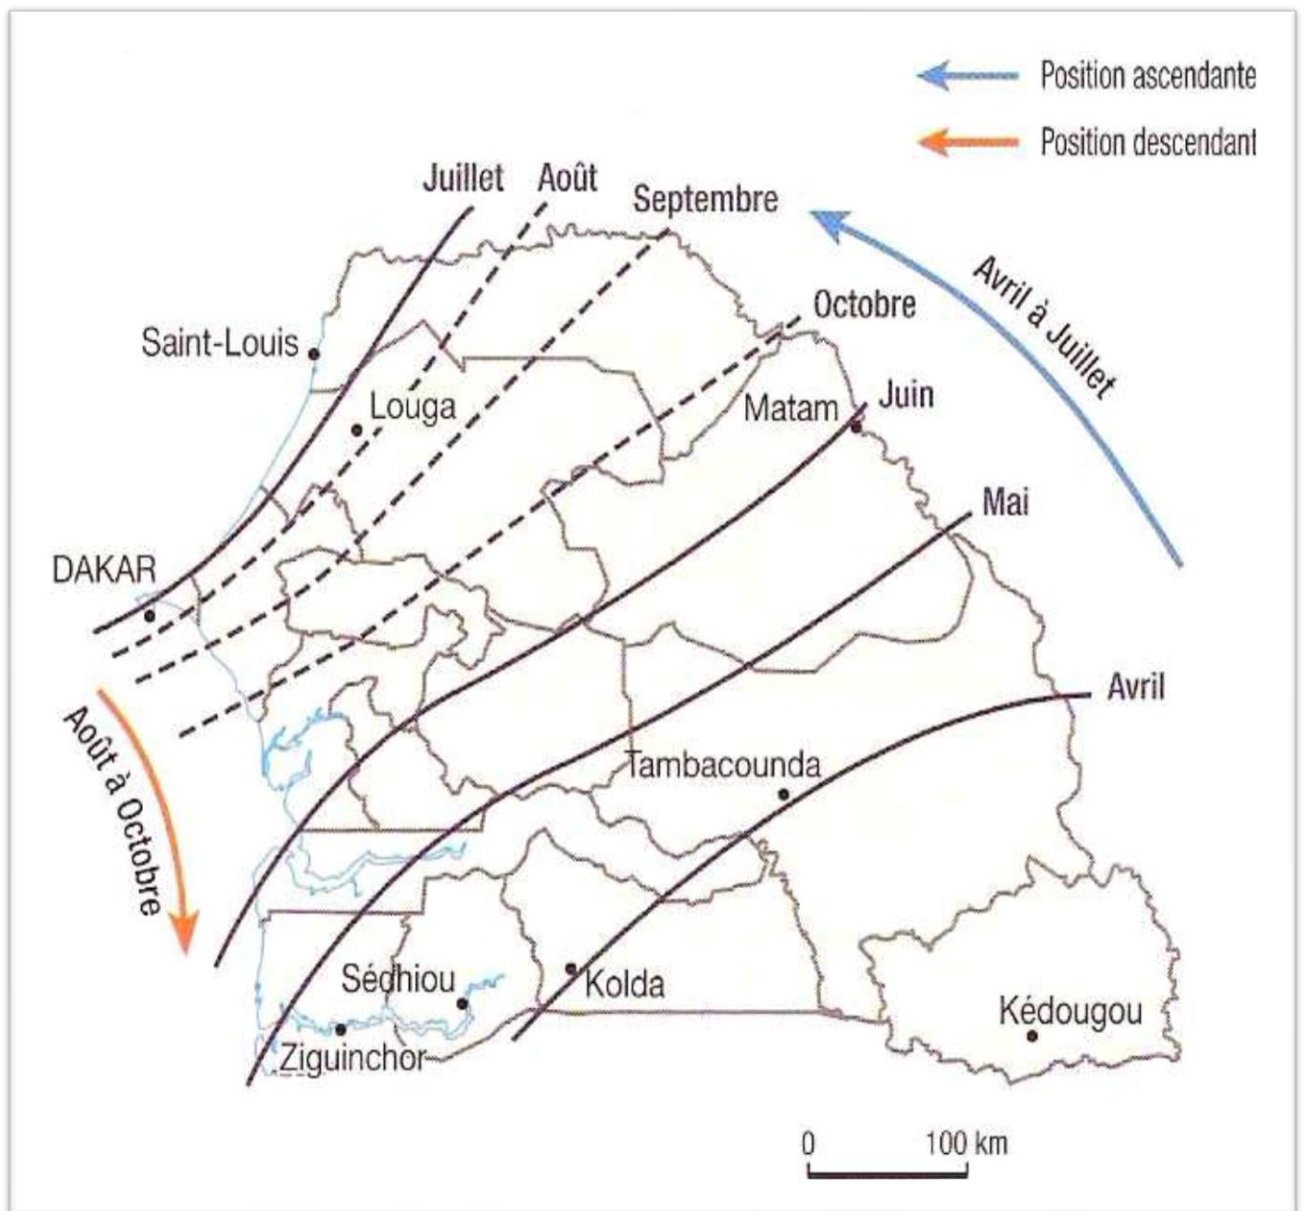 Position ascendante
Position descendant
Juillet
Août
Septembre
Octobre
Avril à Juillet
Saint-Louis
Louga
Matam
Juin
Mai
DAKAR
Avril
Août à Octobre
Tambacounda
Sédhiou
Kolda
Kédougou
Ziguinchor
0 100 km